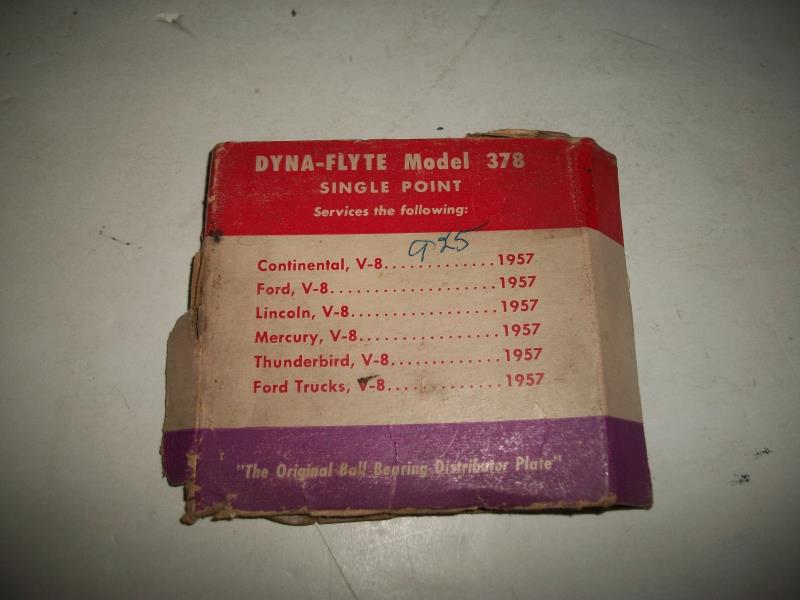 DYNA-FLYTE Model 378
SINGLE POINT
Services the following:
925
Continental, V-8.............1957
Ford, V-8....................1957
Lincoln, V-8.................1957
Mercury, V-8.................1957
Thunderbird, V-8.............1957
Ford Trucks, V-8.............1957
"The Original Ball Bearing Distributor Plate"